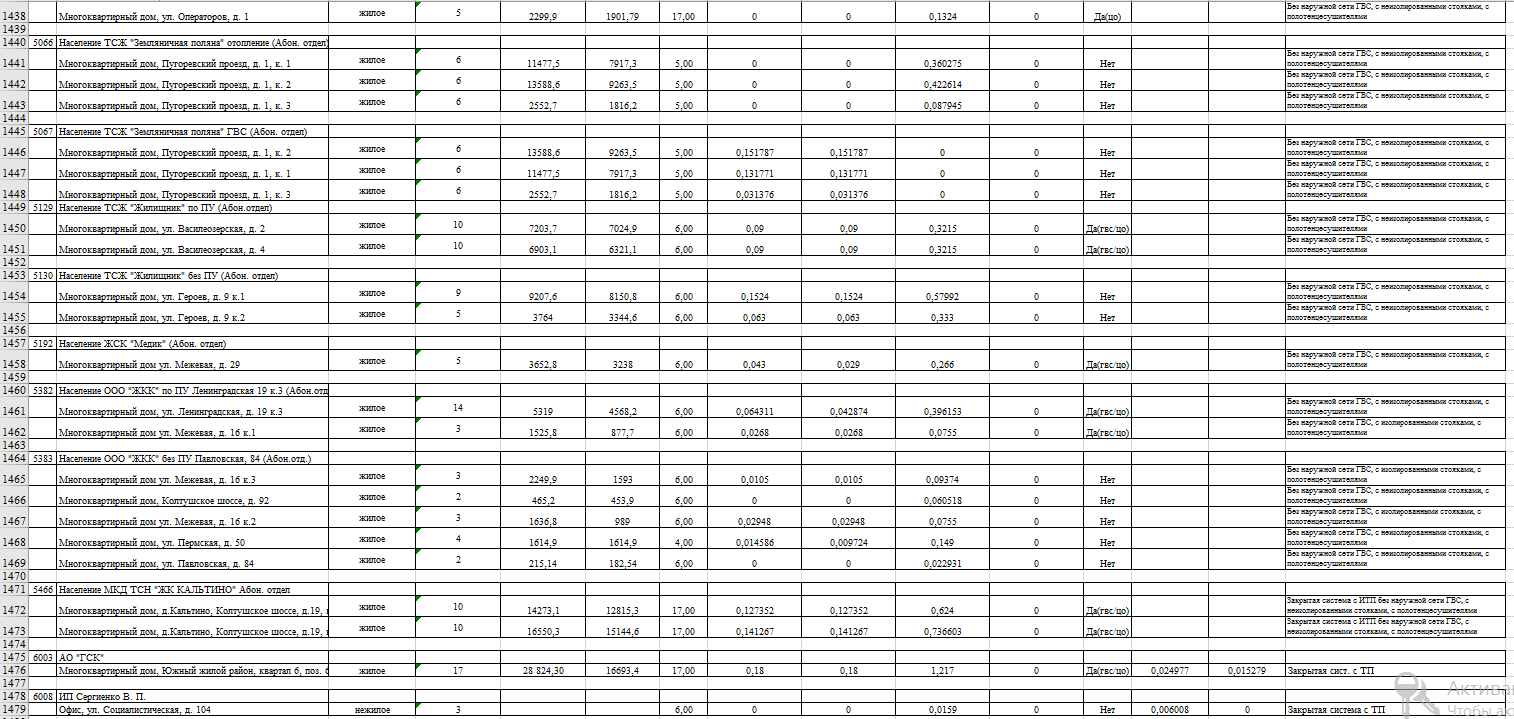 1438 Многоквартирный дом, ул. Операторов, д. 1 жилое 5 2299,9 1901,79 17,00 0 0 0,1324 0 Да(цо) Без наружной сети ГВС, с неизолированными стояками, с полотенцесушителями
1439
1440 5066 Население ТСЖ "Земляничная поляна" отопление (Абон. отдел)
1441 Многоквартирный дом, Пугоревский проезд, д. 1, к. 1 жилое 6 11477,5 7917,3 5,00 0 0 0,360275 0 Нет Без наружной сети ГВС, с неизолированными стояками, с полотенцесушителями
1442 Многоквартирный дом, Пугоревский проезд, д. 1, к. 2 жилое 6 13588,6 9263,5 5,00 0 0 0,422614 0 Нет Без наружной сети ГВС, с неизолированными стояками, с полотенцесушителями
1443 Многоквартирный дом, Пугоревский проезд, д. 1, к. 3 жилое 6 2552,7 1816,2 5,00 0 0 0,087945 0 Нет Без наружной сети ГВС, с неизолированными стояками, с полотенцесушителями
1444
1445 5067 Население ТСЖ "Земляничная поляна" ГВС (Абон. отдел)
1446 Многоквартирный дом, Пугоревский проезд, д. 1, к. 2 жилое 6 13588,6 9263,5 5,00 0,151787 0,151787 0 0 Нет Без наружной сети ГВС, с неизолированными стояками, с полотенцесушителями
1447 Многоквартирный дом, Пугоревский проезд, д. 1, к. 1 жилое 6 11477,5 7917,3 5,00 0,131771 0,131771 0 0 Нет Без наружной сети ГВС, с неизолированными стояками, с полотенцесушителями
1448 Многоквартирный дом, Пугоревский проезд, д. 1, к. 3 жилое 6 2552,7 1816,2 5,00 0,031376 0,031376 0 0 Нет Без наружной сети ГВС, с неизолированными стояками, с полотенцесушителями
1449 5129 Население ТСЖ "Жилищник" по ПУ (Абон.отдел)
1450 Многоквартирный дом, ул. Василеозерская, д. 2 жилое 10 7203,7 7024,9 6,00 0,09 0,09 0,3215 0 Да(гвс/цо) Без наружной сети ГВС, с неизолированными стояками, с полотенцесушителями
1451 Многоквартирный дом, ул. Василеозерская, д. 4 жилое 10 6903,1 6321,1 6,00 0,09 0,09 0,3215 0 Да(гвс/цо) Без наружной сети ГВС, с неизолированными стояками, с полотенцесушителями
1452
1453 5130 Население ТСЖ "Жилищник" без ПУ (Абон. отдел)
1454 Многоквартирный дом, ул. Героев, д. 9 к.1 жилое 9 9207,6 8150,8 6,00 0,1524 0,1524 0,57992 0 Нет Без наружной сети ГВС, с неизолированными стояками, с полотенцесушителями
1455 Многоквартирный дом, ул. Героев, д. 9 к.2 жилое 5 3764 3344,6 6,00 0,063 0,063 0,333 0 Нет Без наружной сети ГВС, с неизолированными стояками, с полотенцесушителями
1456
1457 5192 Население ЖСК "Медик" (Абон. отдел)
1458 Многоквартирный дом ул. Межевая, д. 29 жилое 5 3652,8 3238 6,00 0,043 0,029 0,266 0 Да(гвс/цо) Без наружной сети ГВС, с неизолированными стояками, с полотенцесушителями
1459
1460 5382 Население ООО "ЖКК" по ПУ Ленинградская 19 к.3 (Абон.отд
1461 Многоквартирный дом, ул. Ленинградская, д. 19 к.3 жилое 14 5319 4568,2 6,00 0,064311 0,042874 0,396153 0 Да(гвс/цо) Без наружной сети ГВС, с неизолированными стояками, с полотенцесушителями
1462 Многоквартирный дом ул. Межевая, д. 16 к.1 жилое 3 1525,8 877,7 6,00 0,0268 0,0268 0,0755 0 Да(гвс/цо) Без наружной сети ГВС, с изолированными стояками, с полотенцесушителями
1463
1464 5383 Население ООО "ЖКК" без ПУ Павловская, 84 (Абон.отд.)
1465 Многоквартирный дом ул. Межевая, д. 16 к.3 жилое 3 2249,9 1593 6,00 0,0105 0,0105 0,09374 0 Нет Без наружной сети ГВС, с изолированными стояками, с полотенцесушителями
1466 Многоквартирный дом, Колтушское шоссе, д. 92 жилое 2 465,2 453,9 6,00 0 0 0,060518 0 Нет Без наружной сети ГВС, с неизолированными стояками, с полотенцесушителями
1467 Многоквартирный дом ул. Межевая, д. 16 к.2 жилое 3 1636,8 989 6,00 0,02948 0,02948 0,0755 0 Нет Без наружной сети ГВС, с изолированными стояками, с полотенцесушителями
1468 Многоквартирный дом, ул. Пермская, д. 50 жилое 4 1614,9 1614,9 4,00 0,014586 0,009724 0,149 0 Нет Без наружной сети ГВС, с неизолированными стояками, с полотенцесушителями
1469 Многоквартирный дом, ул. Павловская, д. 84 жилое 2 215,14 182,54 6,00 0 0 0,022931 0 Нет Без наружной сети ГВС, с неизолированными стояками, с полотенцесушителями
1470
1471 5466 Население МКД ТСН "ЖК КАЛЬТИНО" Абон. отдел
1472 Многоквартирный дом, д.Кальтино, Колтушское шоссе, д.19, жилое 10 14273,1 12815,3 17,00 0,127352 0,127352 0,624 0 Да(гвс/цо) Закрытая система с ИТП без наружной сети ГВС, с неизолированными стояками, с полотенцесушителями
1473 Многоквартирный дом, д.Кальтино, Колтушское шоссе, д.19, жилое 10 16550,3 15144,6 17,00 0,141267 0,141267 0,736603 0 Да(гвс/цо) Закрытая система с ИТП без наружной сети ГВС, с неизолированными стояками, с полотенцесушителями
1474
1475 6003 АО "ГСК"
1476 Многоквартирный дом, Южный жилой район, квартал 6, поз. 6 жилое 17 28 824,30 16693,4 17,00 0,18 0,18 1,217 0 Да(гвс/цо) 0,024977 0,015279 Закрытая сист. с ТП
1477
1478 6008 ИП Сергиенко В. П.
1479 Офис, ул. Социалистическая, д. 104 нежилое 3 6,00 0 0 0,0159 0 Нет 0,006008 0 Закрытая система с ТП